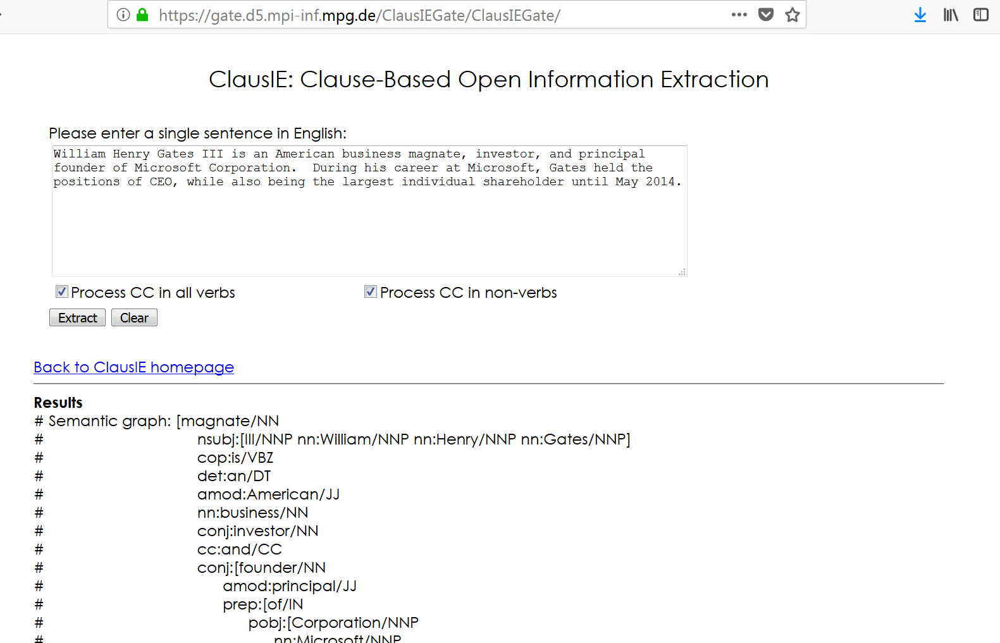 https://gate.d5.mpi-inf.mpg.de/ClausIEGate/ClausIEGate/
ClausIE: Clause-Based Open Information Extraction
Please enter a single sentence in English:
William Henry Gates III is an American business magnate, investor, and principal
founder of Microsoft Corporation.  During his career at Microsoft, Gates held the
positions of CEO, while also being the largest individual shareholder until May 2014.
Process CC in all verbs Process CC in non-verbs
Extract Clear
Back to ClausIE homepage
Results
# Semantic graph: [magnate/NN
# nsubj:[III/NNP nn:William/NNP nn:Henry/NNP nn:Gates/NNP]
# cop:is/VBZ
# det:an/DT
# amod:American/JJ
# nn:business/NN
# conj:investor/NN
# cc:and/CC
# conj:[founder/NN
# amod:principal/JJ
# prep:[of/IN
# pobj:[Corporation/NNP
# nn:Microsoft/NNP